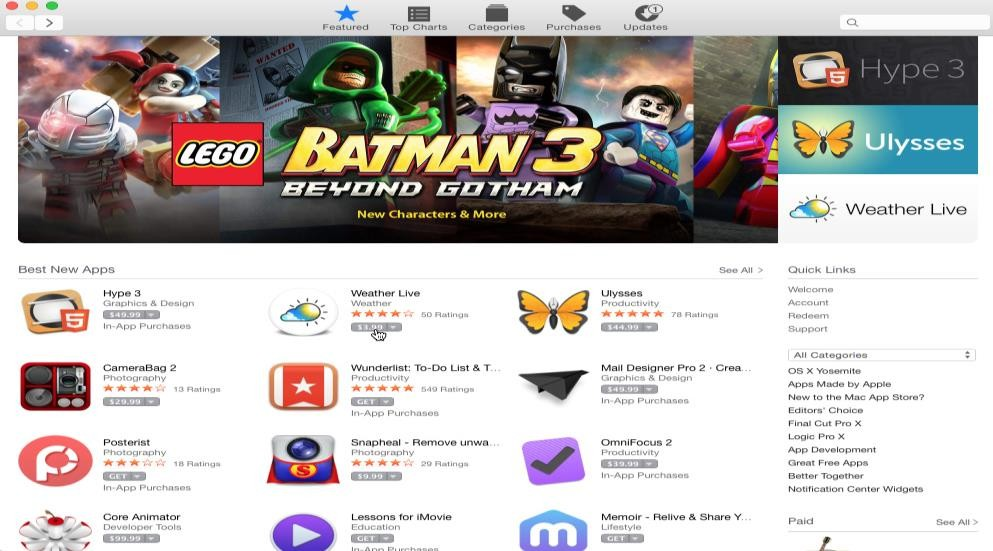 Featured
Top Charts
Categories
Purchases
1
Updates
WANTED
LEGO
BATMAN 3
BEYOND GOTHAM
New Characters & More
5
Hype 3
Ulysses
Weather Live
Best New Apps
See All >
Hype 3
Graphics & Design
$49.99
In-App Purchases
Weather Live
Weather
50 Ratings
$3.99
Ulysses
Productivity
78 Ratings
$44.99
CameraBag 2
Photography
13 Ratings
$29.99
Wunderlist: To-Do List & T...
Productivity
549 Ratings
GET
In-App Purchases
Mail Designer Pro 2 · Crea...
Graphics & Design
$49.99
In-App Purchases
Posterist
Photography
18 Ratings
GET
In-App Purchases
Snapheal - Remove unwa...
Photography
29 Ratings
$9.99
OmniFocus 2
Productivity
$39.99
In-App Purchases
Core Animator
Developer Tools
$99.99
Lessons for iMovie
Education
GET
In-App Purchases
Memoir - Relive & Share Y...
Lifestyle
GET
Quick Links
Welcome
Account
Redeem
Support
All Categories
OS X Yosemite
Apps Made by Apple
New to the Mac App Store?
Editors' Choice
Final Cut Pro X
Logic Pro X
App Development
Great Free Apps
Better Together
Notification Center Widgets
Paid
See All >